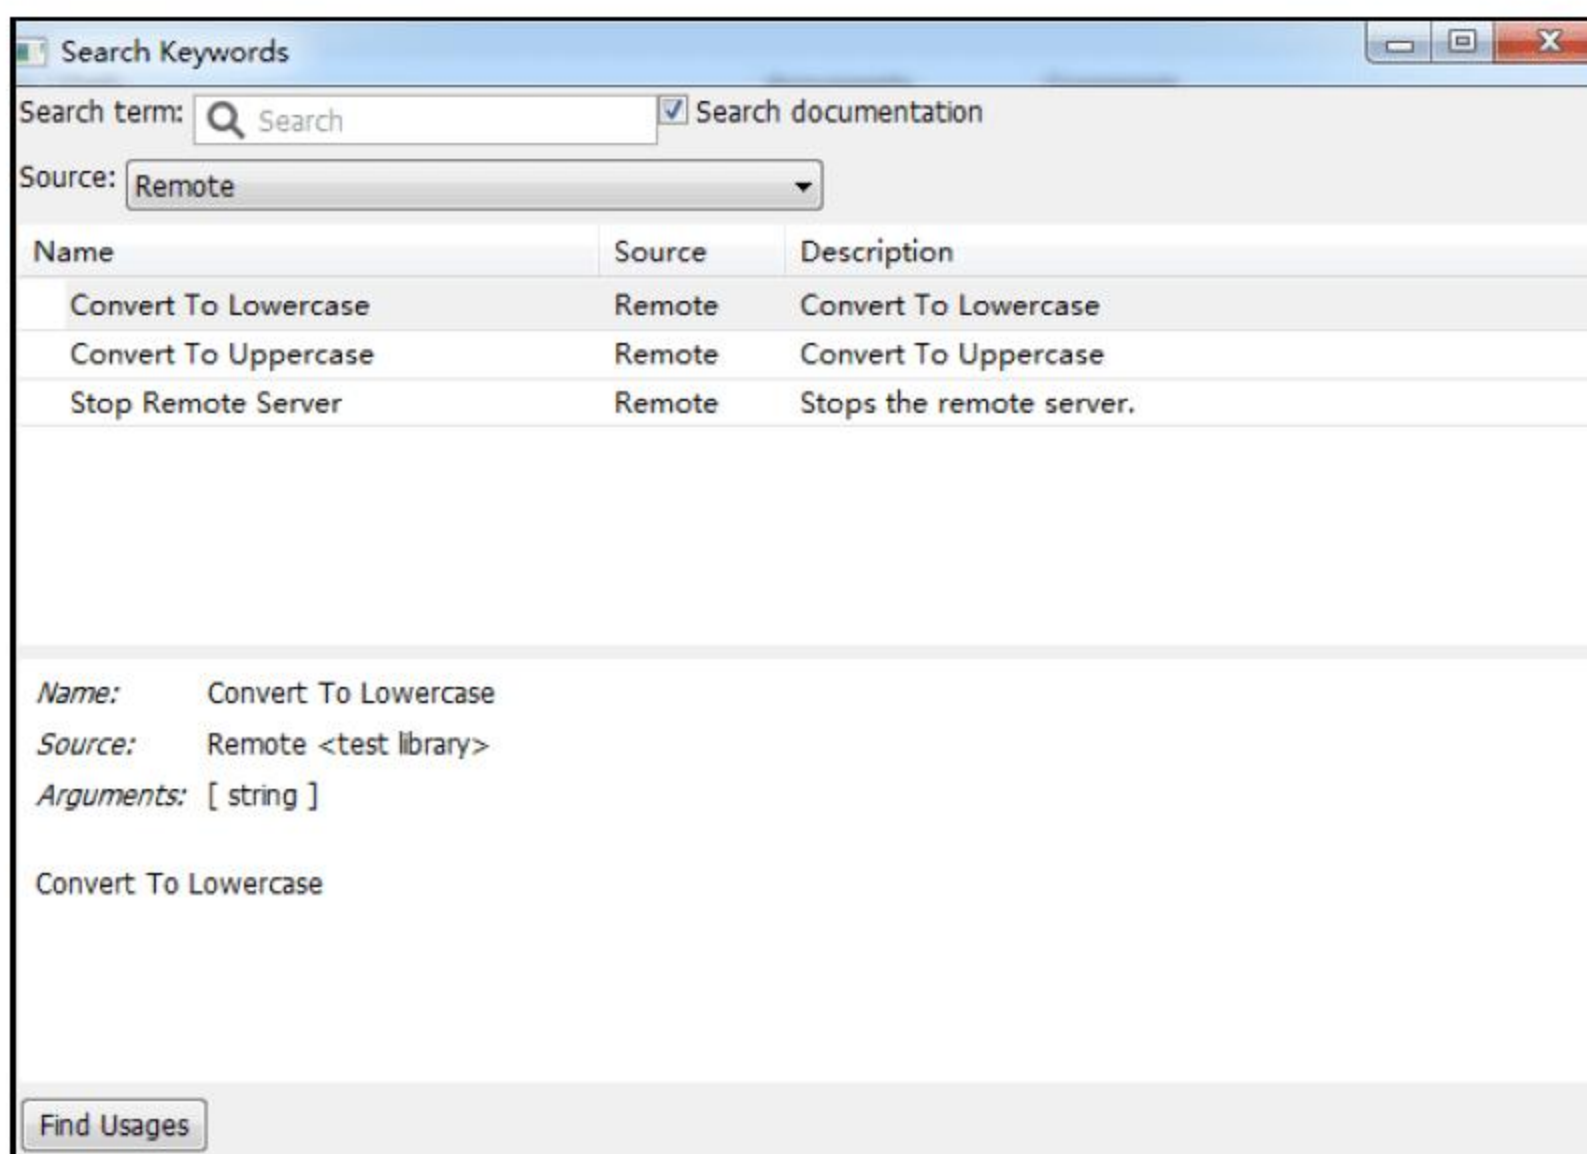 Search Keywords
Search term: Search Search documentation
Source: Remote
Name Source Description
Convert To Lowercase Remote Convert To Lowercase
Convert To Uppercase Remote Convert To Uppercase
Stop Remote Server Remote Stops the remote server.
Name: Convert To Lowercase
Source: Remote <test library>
Arguments: [ string ]
Convert To Lowercase
Find Usages